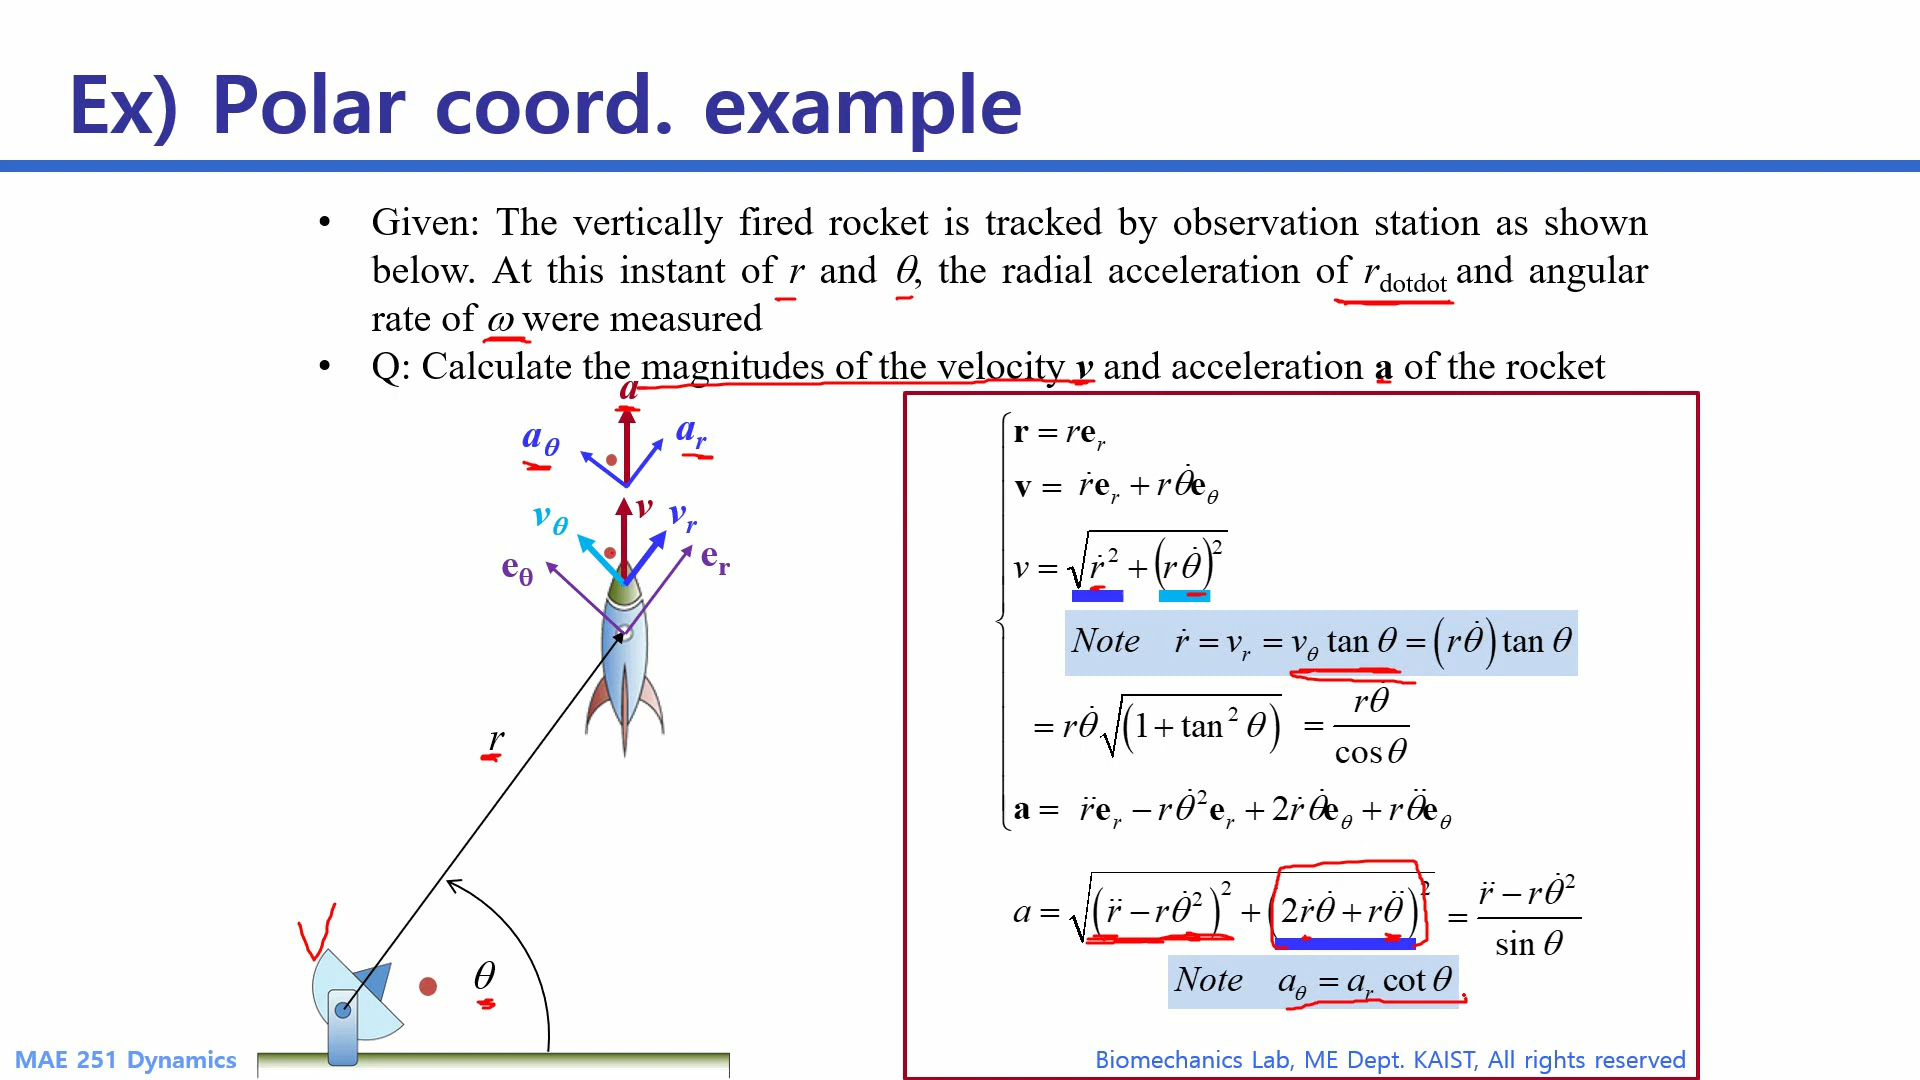 Ex) Polar coord. example
• Given: The vertically fired rocket is tracked by observation station as shown
below. At this instant of r and θ, the radial acceleration of r_dotdot and angular
rate of ω were measured
• Q: Calculate the magnitudes of the velocity v and acceleration a of the rocket
a
a_θ
a_r
v_θ
v
v_r
e_θ
e_r
r
θ
r = re_r
v = ṙe_r + rθ̇e_θ
v = √(ṙ² + (rθ̇)²)
Note ṙ = v_r = v_θ tan θ = (rθ̇) tan θ
= rθ̇√(1 + tan² θ) = rθ̇ / cos θ
a = r̈e_r − rθ̇²e_r + 2ṙθ̇e_θ + rθ̈e_θ
a = √((r̈ − rθ̇²)² + (2ṙθ̇ + rθ̈)²) = (r̈ − rθ̇²) / sin θ
Note a_θ = a_r cot θ
MAE 251 Dynamics
Biomechanics Lab, ME Dept. KAIST, All rights reserved